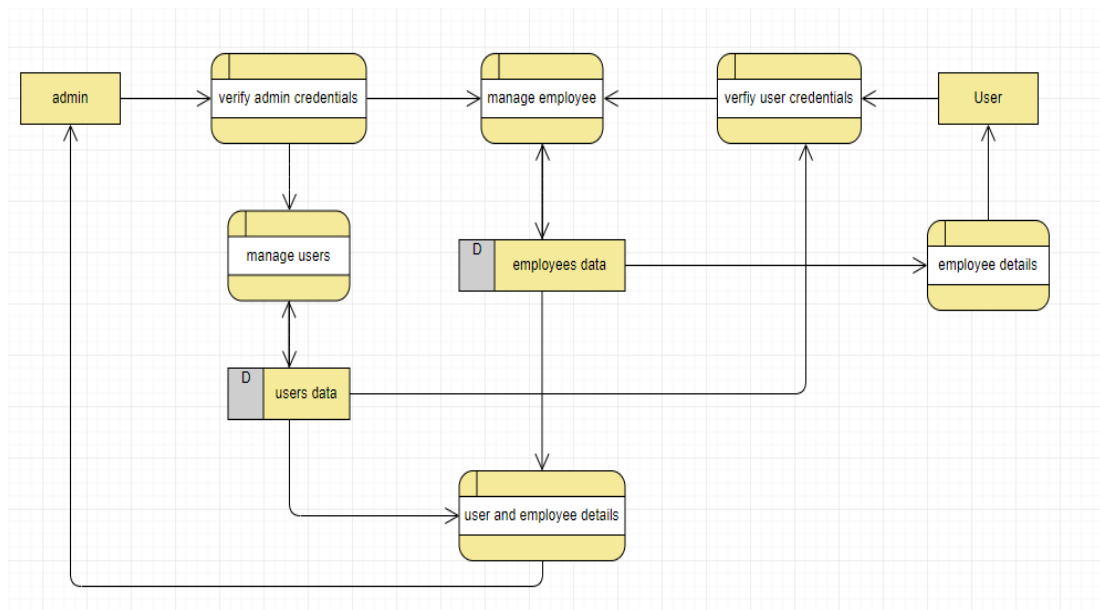 admin
verify admin credentials
manage employee
verfiy user credentials
User
manage users
D
employees data
employee details
D
users data
user and employee details